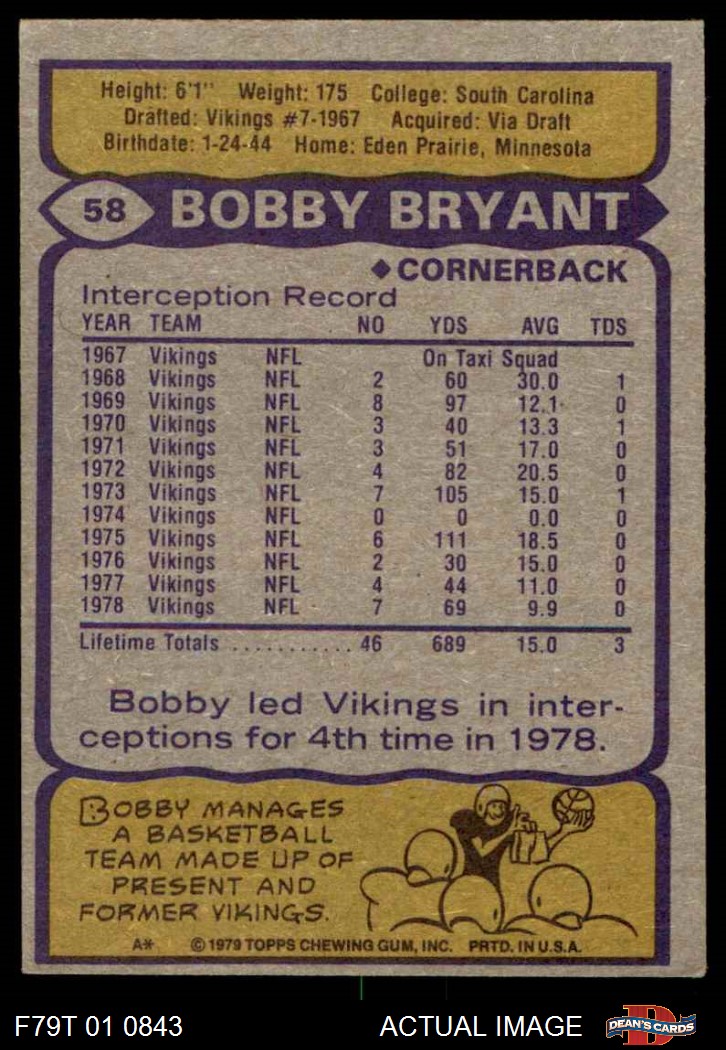 Height: 6'1" Weight: 175 College: South Carolina
Drafted: Vikings #7-1967 Acquired: Via Draft
Birthdate: 1-24-44 Home: Eden Prairie, Minnesota
58 BOBBY BRYANT
◆CORNERBACK
Interception Record
YEAR TEAM NO YDS AVG TDS
1967 Vikings NFL On Taxi Squad
1968 Vikings NFL 2 60 30.0 1
1969 Vikings NFL 8 97 12.1 0
1970 Vikings NFL 3 40 13.3 1
1971 Vikings NFL 3 51 17.0 0
1972 Vikings NFL 4 82 20.5 0
1973 Vikings NFL 7 105 15.0 1
1974 Vikings NFL 0 0 0.0 0
1975 Vikings NFL 6 111 18.5 0
1976 Vikings NFL 2 30 15.0 0
1977 Vikings NFL 4 44 11.0 0
1978 Vikings NFL 7 69 9.9 0
Lifetime Totals ........... 46 689 15.0 3
Bobby led Vikings in inter-
ceptions for 4th time in 1978.
BOBBY MANAGES
A BASKETBALL
TEAM MADE UP OF
PRESENT AND
FORMER VIKINGS.
A* © 1979 TOPPS CHEWING GUM, INC. PRTD. IN U.S.A.
F79T 01 0843 ACTUAL IMAGE D DEAN'S CARDS